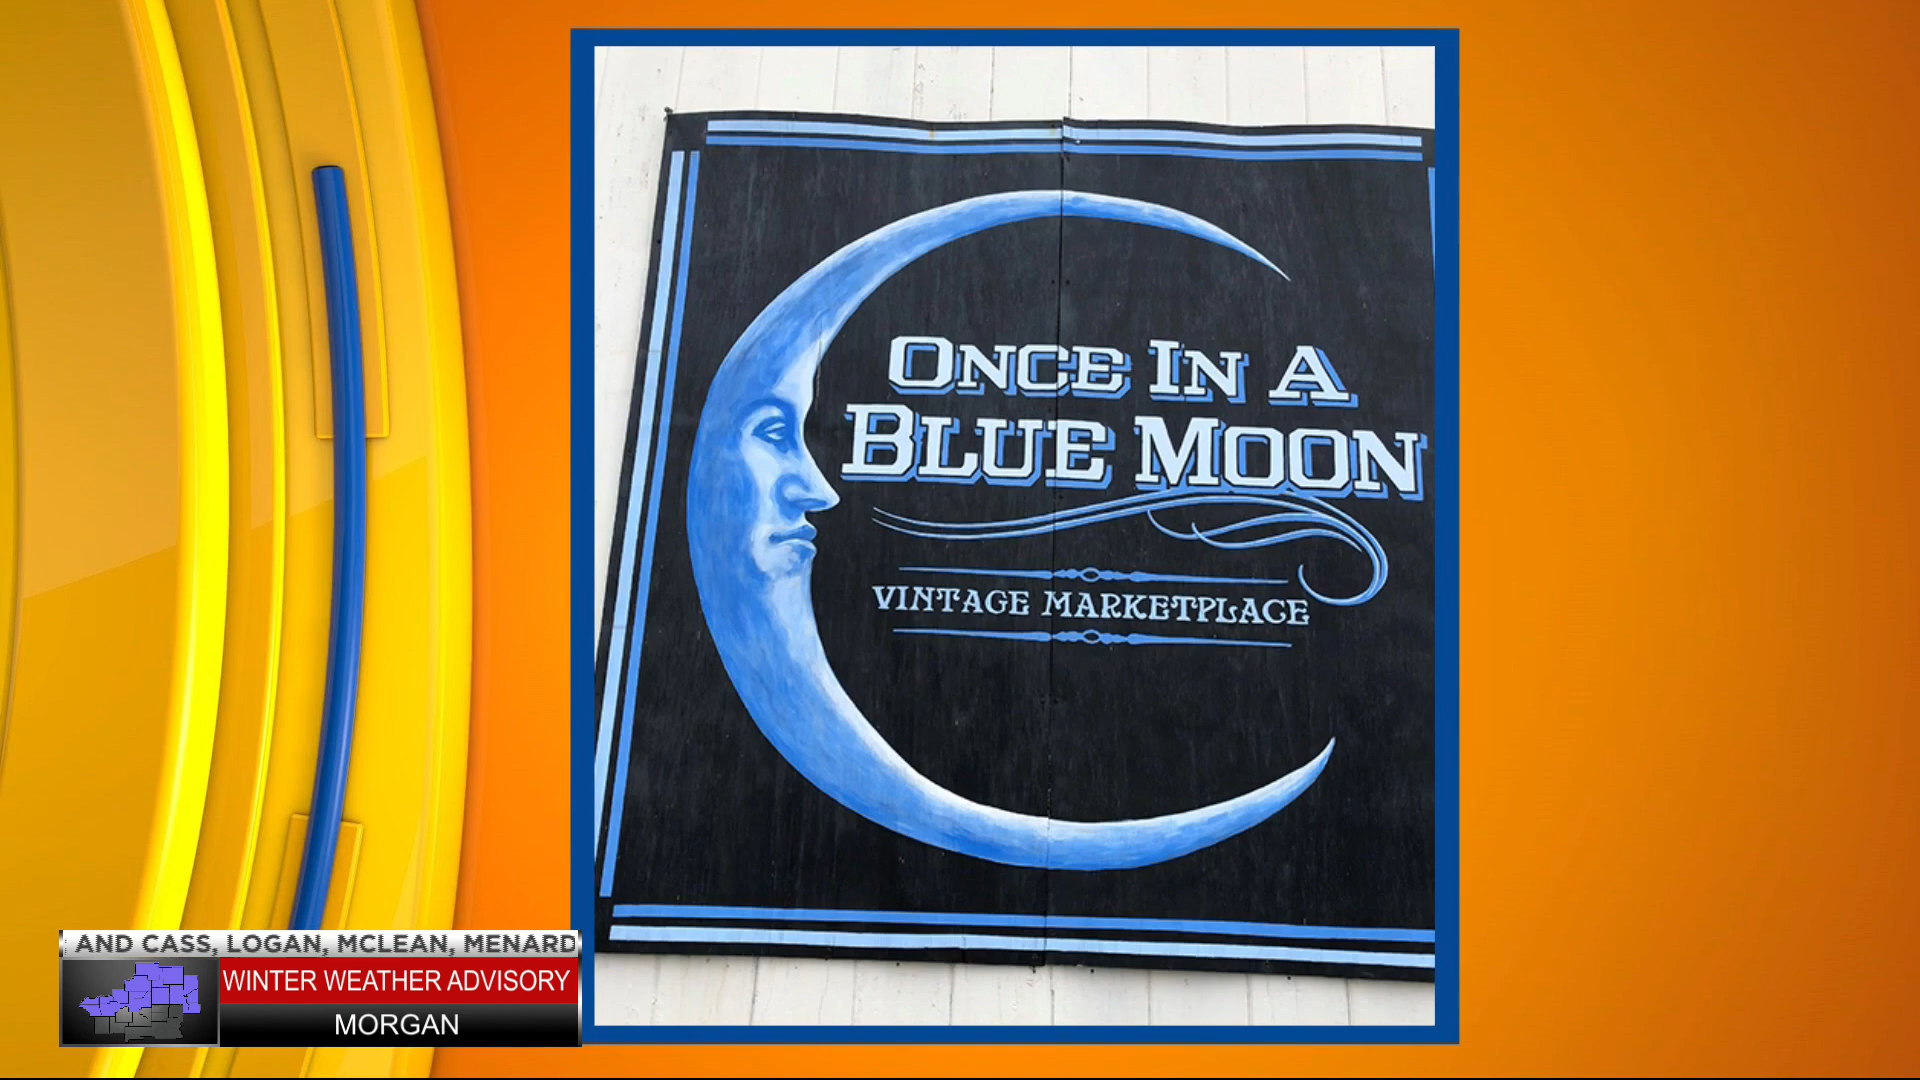 ONCE IN A
BLUE MOON
VINTAGE MARKETPLACE
AND CASS, LOGAN, MCLEAN, MENARD
WINTER WEATHER ADVISORY
MORGAN